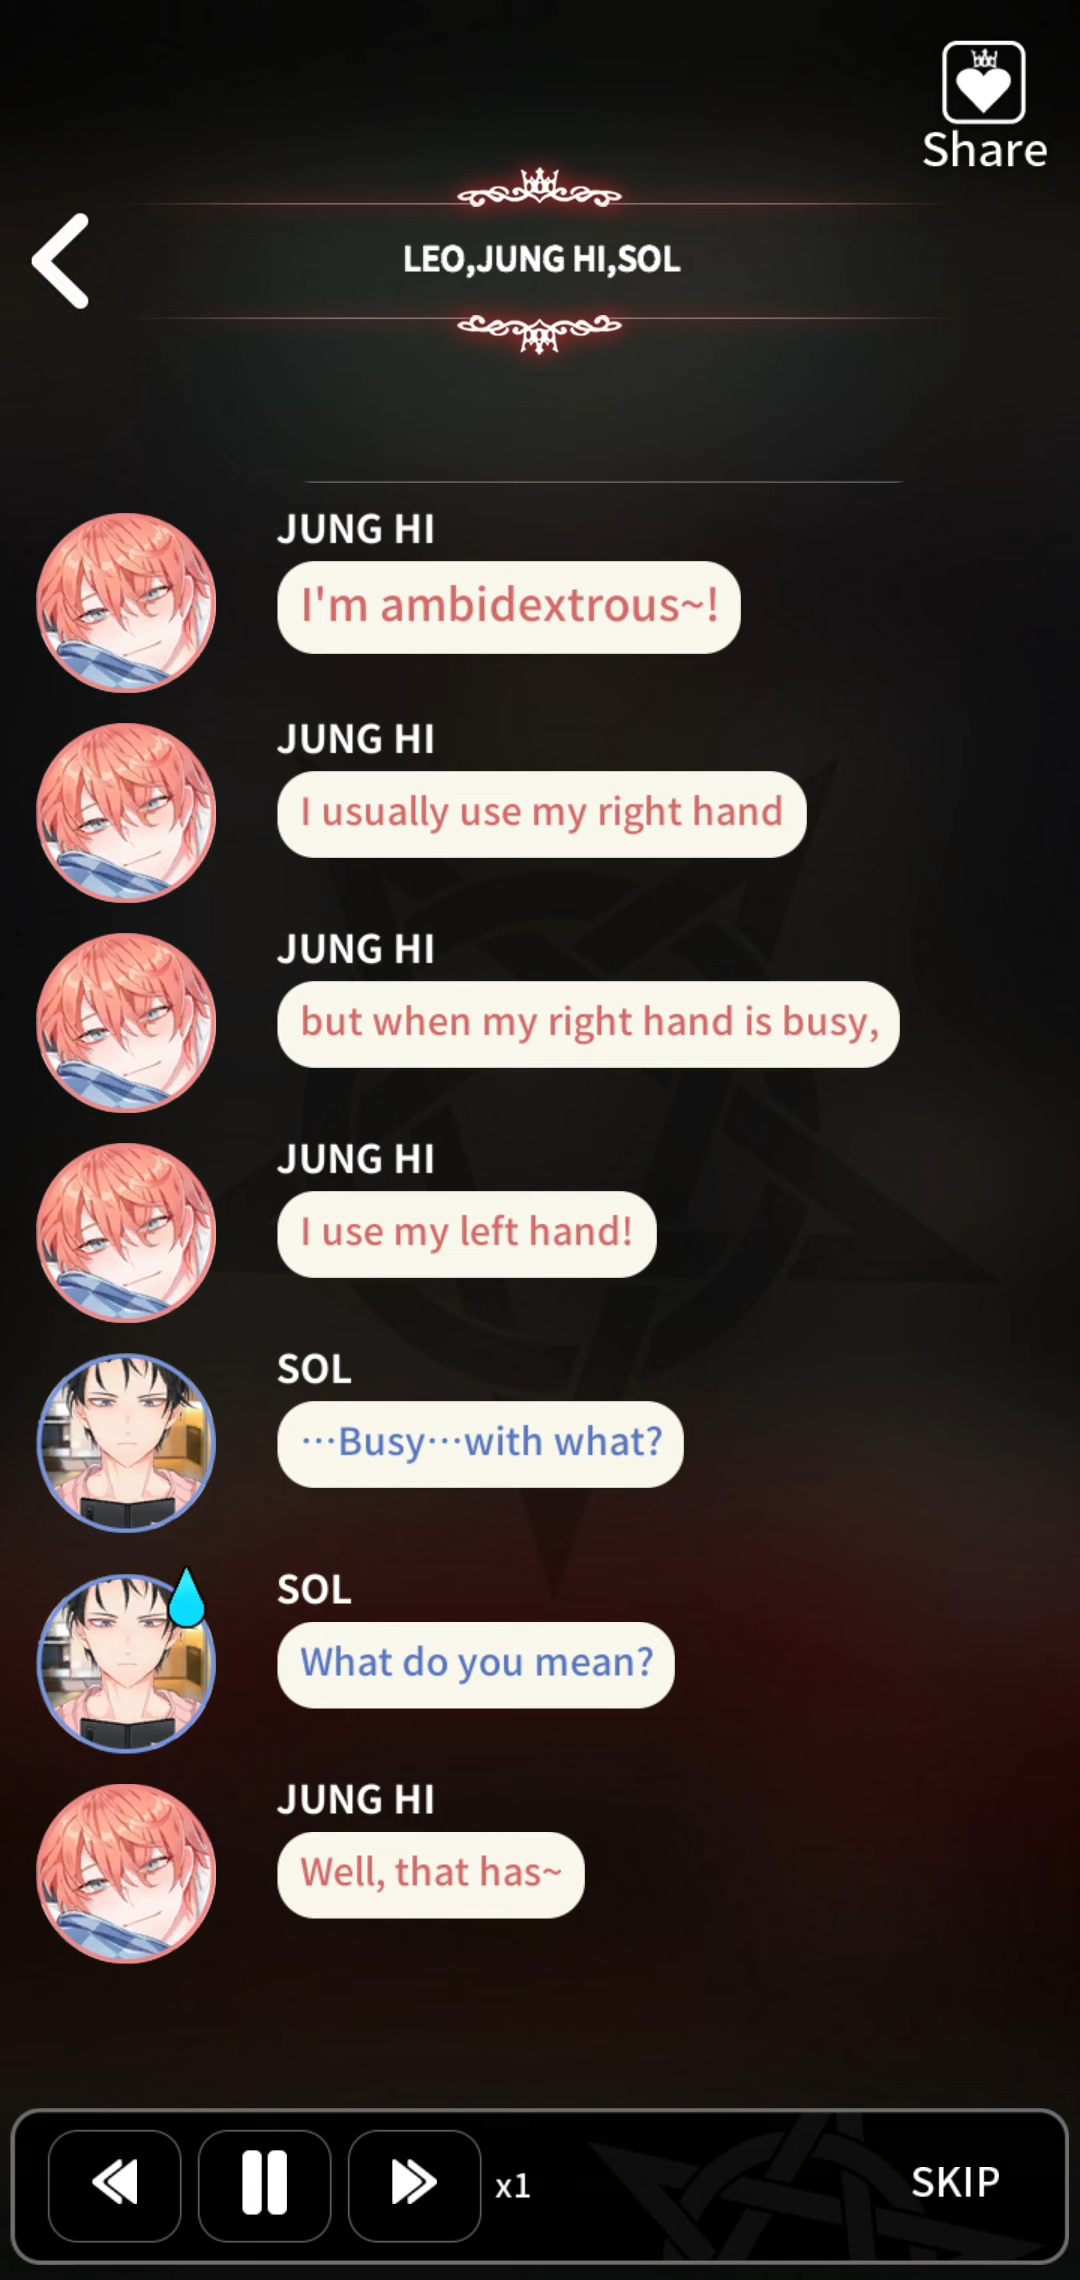 Share
LEO,JUNG HI,SOL
JUNG HI
I'm ambidextrous~!
JUNG HI
I usually use my right hand
JUNG HI
but when my right hand is busy,
JUNG HI
I use my left hand!
SOL
…Busy…with what?
SOL
What do you mean?
JUNG HI
Well, that has~
x1
SKIP